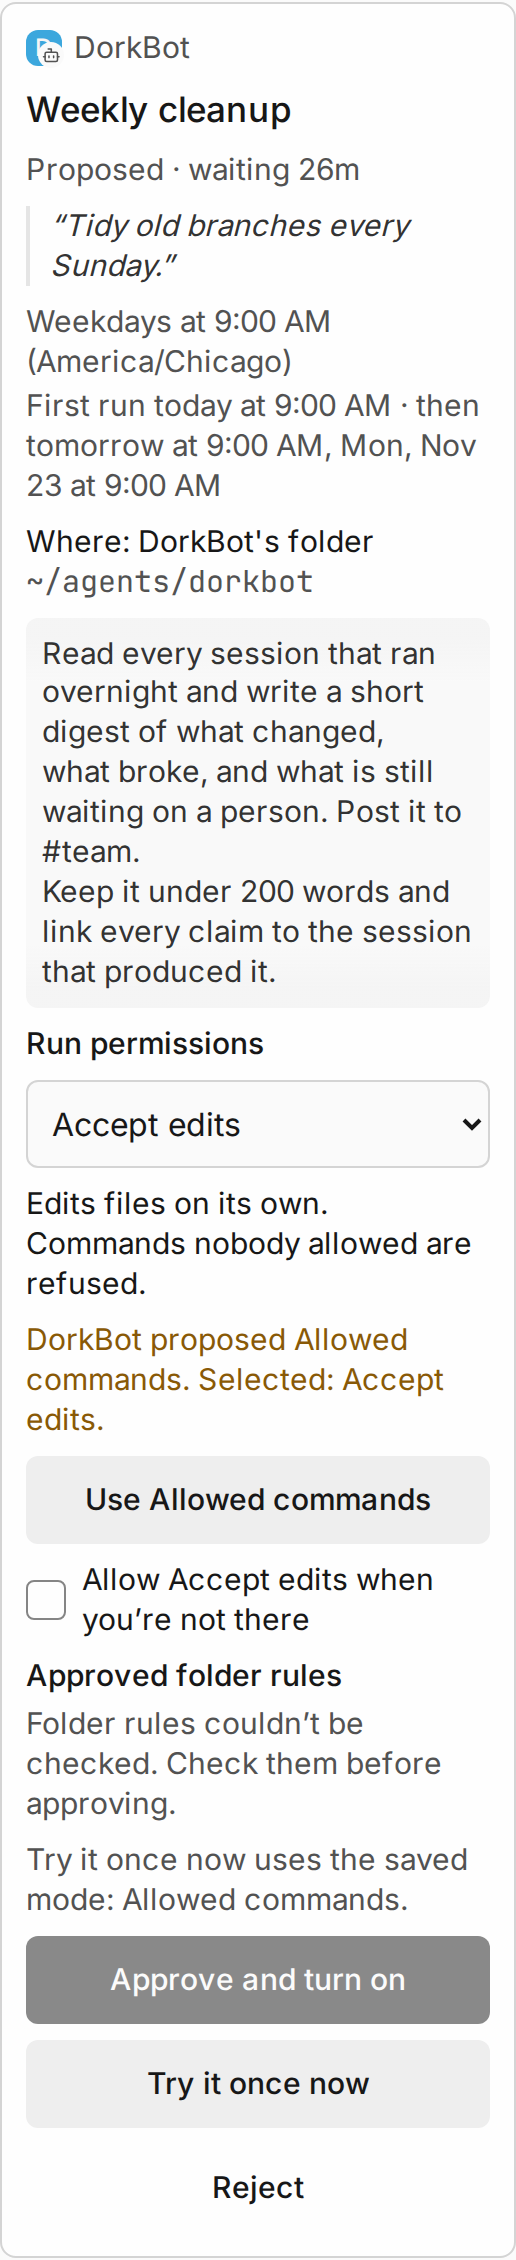 DorkBot
Weekly cleanup
Proposed · waiting 26m
“Tidy old branches every
Sunday.”
Weekdays at 9:00 AM
(America/Chicago)
First run today at 9:00 AM · then
tomorrow at 9:00 AM, Mon, Nov
23 at 9:00 AM
Where: DorkBot's folder
~/agents/dorkbot
Read every session that ran
overnight and write a short
digest of what changed,
what broke, and what is still
waiting on a person. Post it to
#team.
Keep it under 200 words and
link every claim to the session
that produced it.
Run permissions
Accept edits
Edits files on its own.
Commands nobody allowed are
refused.
DorkBot proposed Allowed
commands. Selected: Accept
edits.
Use Allowed commands
Allow Accept edits when
you’re not there
Approved folder rules
Folder rules couldn’t be
checked. Check them before
approving.
Try it once now uses the saved
mode: Allowed commands.
Approve and turn on
Try it once now
Reject